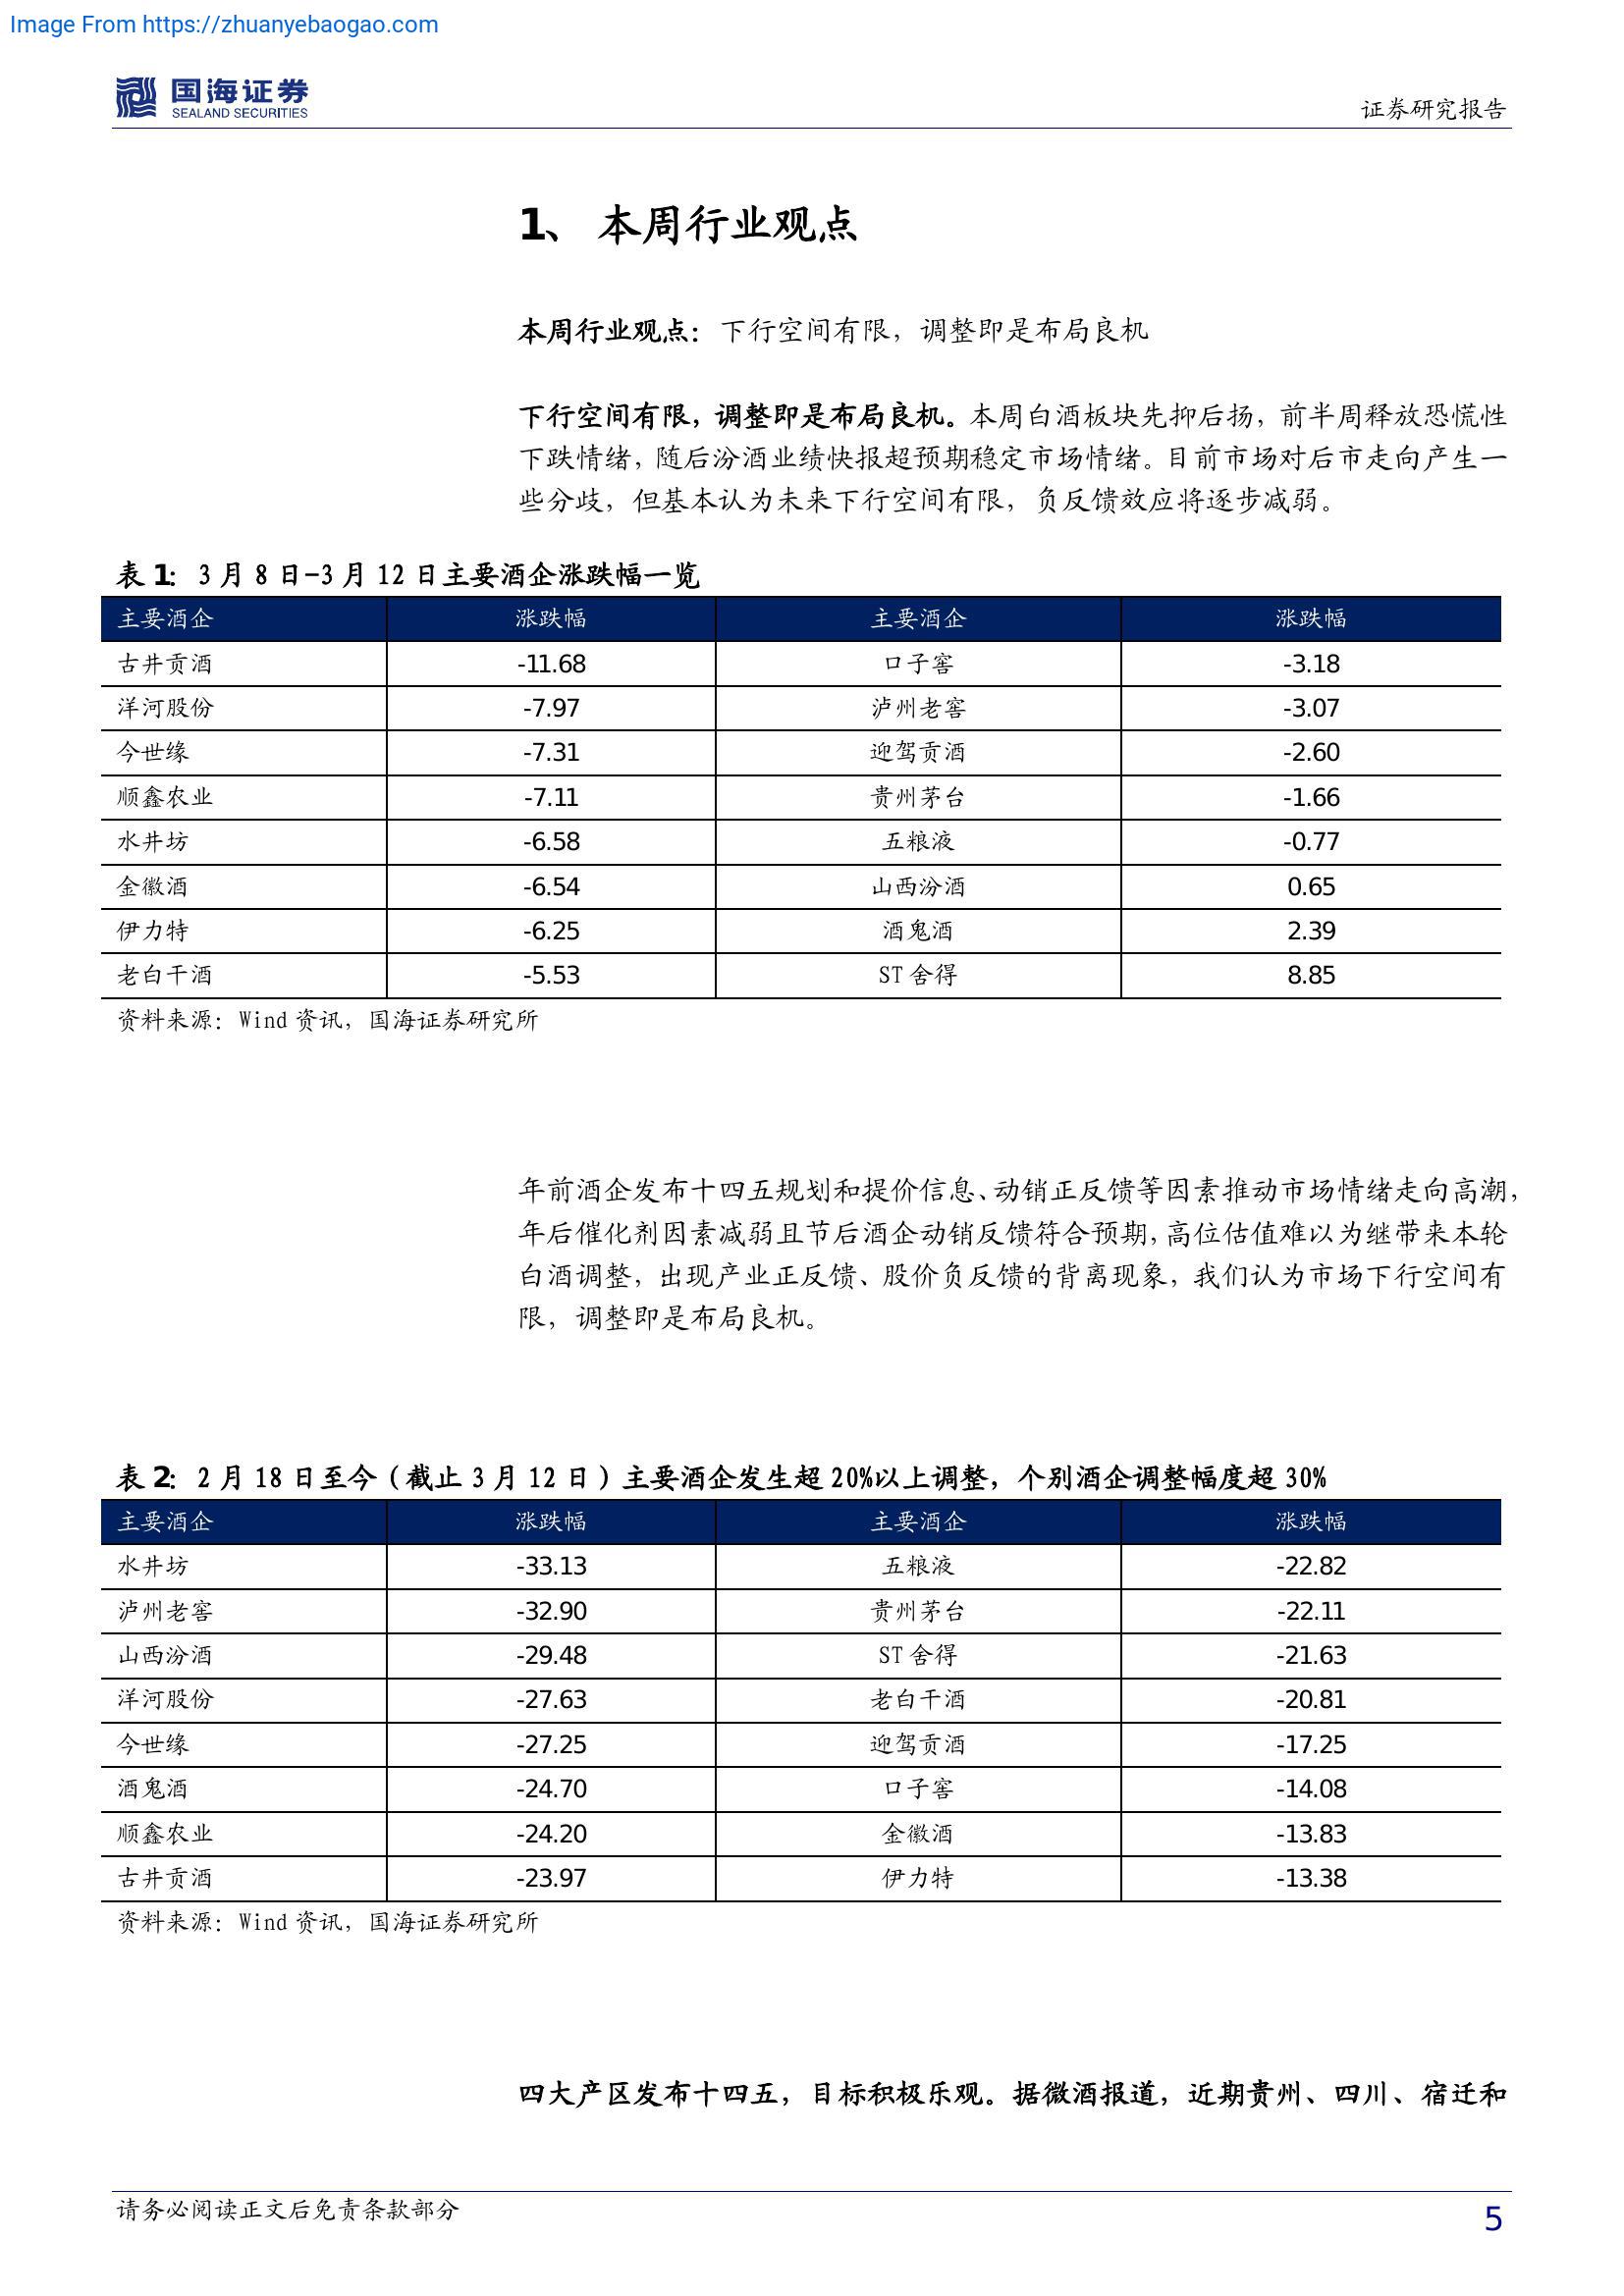 Image From https://zhuanyebaogao.com
国海证券
SEALAND SECURITIES
证券研究报告
1、 本周行业观点
本周行业观点：下行空间有限，调整即是布局良机
下行空间有限，调整即是布局良机。本周白酒板块先抑后扬，前半周释放恐慌性
下跌情绪，随后汾酒业绩快报超预期稳定市场情绪。目前市场对后市走向产生一
些分歧，但基本认为未来下行空间有限，负反馈效应将逐步减弱。
表 1：3 月 8 日-3 月 12 日主要酒企涨跌幅一览
主要酒企 涨跌幅 主要酒企 涨跌幅
古井贡酒 -11.68 口子窖 -3.18
洋河股份 -7.97 泸州老窖 -3.07
今世缘 -7.31 迎驾贡酒 -2.60
顺鑫农业 -7.11 贵州茅台 -1.66
水井坊 -6.58 五粮液 -0.77
金徽酒 -6.54 山西汾酒 0.65
伊力特 -6.25 酒鬼酒 2.39
老白干酒 -5.53 ST 舍得 8.85
资料来源：Wind 资讯，国海证券研究所
年前酒企发布十四五规划和提价信息、动销正反馈等因素推动市场情绪走向高潮，
年后催化剂因素减弱且节后酒企动销反馈符合预期，高位估值难以为继带来本轮
白酒调整，出现产业正反馈、股价负反馈的背离现象，我们认为市场下行空间有
限，调整即是布局良机。
表 2：2 月 18 日至今（截止 3 月 12 日）主要酒企发生超 20%以上调整，个别酒企调整幅度超 30%
主要酒企 涨跌幅 主要酒企 涨跌幅
水井坊 -33.13 五粮液 -22.82
泸州老窖 -32.90 贵州茅台 -22.11
山西汾酒 -29.48 ST 舍得 -21.63
洋河股份 -27.63 老白干酒 -20.81
今世缘 -27.25 迎驾贡酒 -17.25
酒鬼酒 -24.70 口子窖 -14.08
顺鑫农业 -24.20 金徽酒 -13.83
古井贡酒 -23.97 伊力特 -13.38
资料来源：Wind 资讯，国海证券研究所
四大产区发布十四五，目标积极乐观。据微酒报道，近期贵州、四川、宿迁和
请务必阅读正文后免责条款部分
5